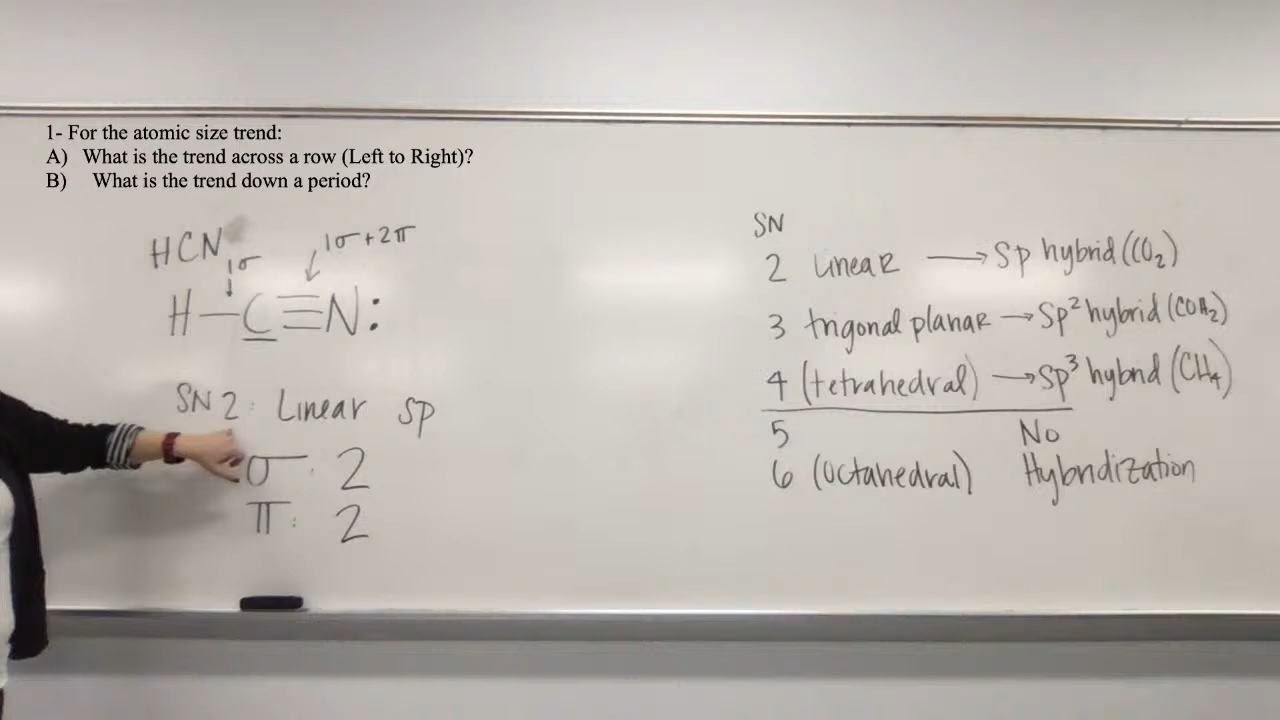 1- For the atomic size trend:
A) What is the trend across a row (Left to Right)?
B) What is the trend down a period?
HCN
1σ
1σ+2π
H—C≡N:
SN 2: Linear sp
σ: 2
π: 2
SN
2 Linear → Sp hybrid (CO₂)
3 trigonal planar → Sp² hybrid (COH₂)
4 (tetrahedral) → Sp³ hybrid (CH₄)
5 No
6 (octahedral) Hybridization